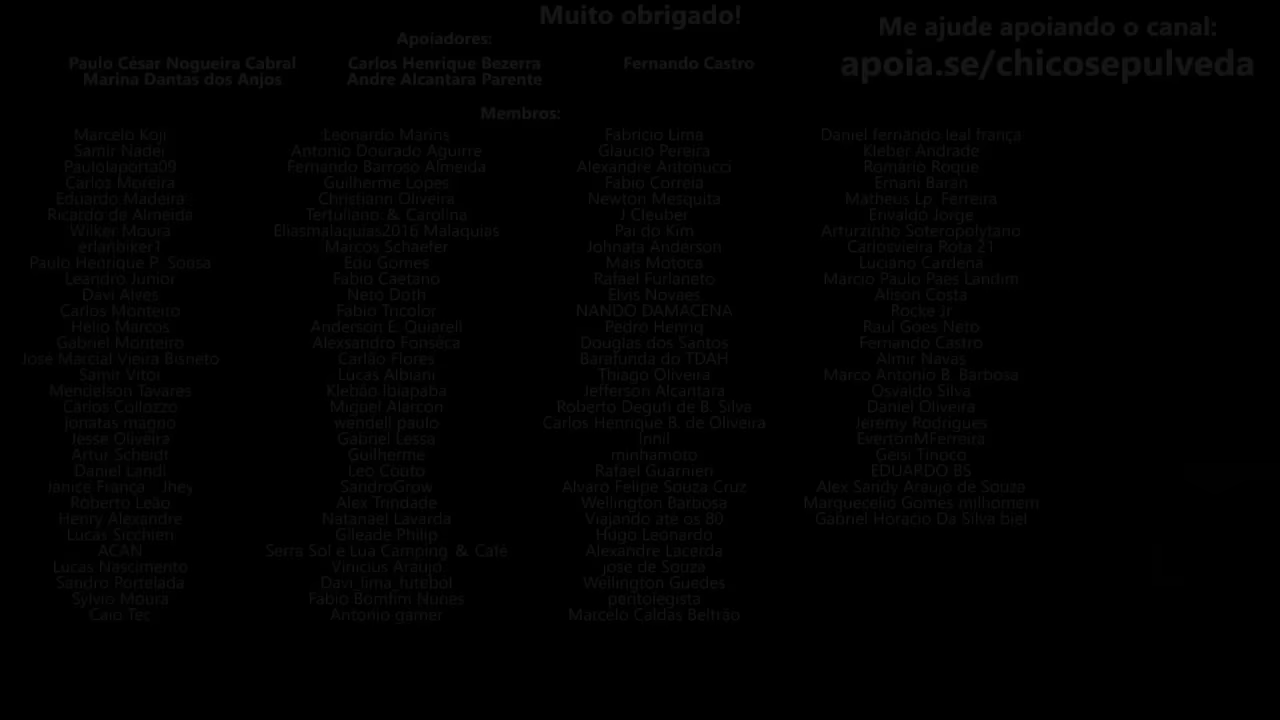 Muito obrigado!
Me ajude apoiando o canal:
apoia.se/chicosepulveda
Apoiadores:
Paulo César Nogueira Cabral
Marina Dantas dos Anjos
Carlos Henrique Bezerra
Andre Alcantara Parente
Fernando Castro
Membros:
Marcelo Koji
Samir Nadej
Paulolaporta09
Carlos Moreira
Eduardo Madeira
Ricardo de Almeida
Wilker Moura
erlanbiker1
Paulo Henrique P. Sousa
Leandro Junior
Davi Alves
Carlos Monteiro
Helio Marcos
Gabriel Monteiro
Jose Marcial Vieira Bisneto
Samir Vitor
Mendelson Tavares
Carlos Collozzo
jonatas magno
Jesse Oliveira
Artur Scheidt
Daniel Landi
Janice França _ Jhey
Roberto Leão
Henry Alexandre
Lucas Sicchieri
ACAN
Lucas Nascimento
Sandro Portelada
Sylvio Moura
Caio Tec
Leonardo Marins
Antonio Dourado Aguirre
Fernando Barroso Almeida
Guilherme Lopes
Christiann Oliveira
Tertuliano & Carolina
Eliasmalaquias2016 Malaquias
Marcos Schaefer
Edu Gomes
Fabio Caetano
Neto Doth
Fabio Tricolor
Anderson E. Quiarell
Alexsandro Fonseca
Carlão Flores
Lucas Albiani
Klebão Ibiapaba
Miguel Alarcon
wendell paulo
Gabriel Lessa
Guilherme
Leo Couto
SandroGrow
Alex Trindade
Natanael Lavarda
Gileade Philip
Serra Sol e Lua Camping & Café
Vinicius Araujo
Davi_lima_futebol
Fabio Bomfim Nunes
Antonio gamer
Fabricio Lima
Glaucio Pereira
Alexandre Antonucci
Fabio Correia
Newton Mesquita
J Cleuber
Pai do Kim
Johnata Anderson
Mais Motoca
Rafael Furlaneto
Elvis Novaes
NANDO DAMACENA
Pedro Henriq
Douglas dos Santos
Barafunda do TDAH
Thiago Oliveira
Jefferson Alcantara
Roberto Deguti de B. Silva
Carlos Henrique B. de Oliveira
minhamoto
Rafael Guarnieri
Alvaro Felipe Souza Cruz
Wellington Barbosa
Viajando até os 80
Hugo Leonardo
Alexandre Lacerda
jose de Souza
Wellington Guedes
peritolegista
Marcelo Caldas Beltrão
Daniel fernando leal frança
Kleber Andrade
Romário Roque
Ernani Baran
Matheus Lp. Ferreira
Erivaldo Jorge
Arturzinho Soteropolytano
Carlosvieira Rota 21
Luciano Cardena
Marcio Paulo Paes Landim
Alison Costa
Rocke Jr
Raul Goes Neto
Fernando Castro
Almir Navas
Marco Antonio B. Barbosa
Osvaldo Silva
Daniel Oliveira
Jeremy Rodrigues
EvertonMFerreira
Geisi Tinoco
EDUARDO BS
Alex Sandy Araujo de Souza
Marquecelio Gomes milhomem
Gabriel Horacio Da Silva biel